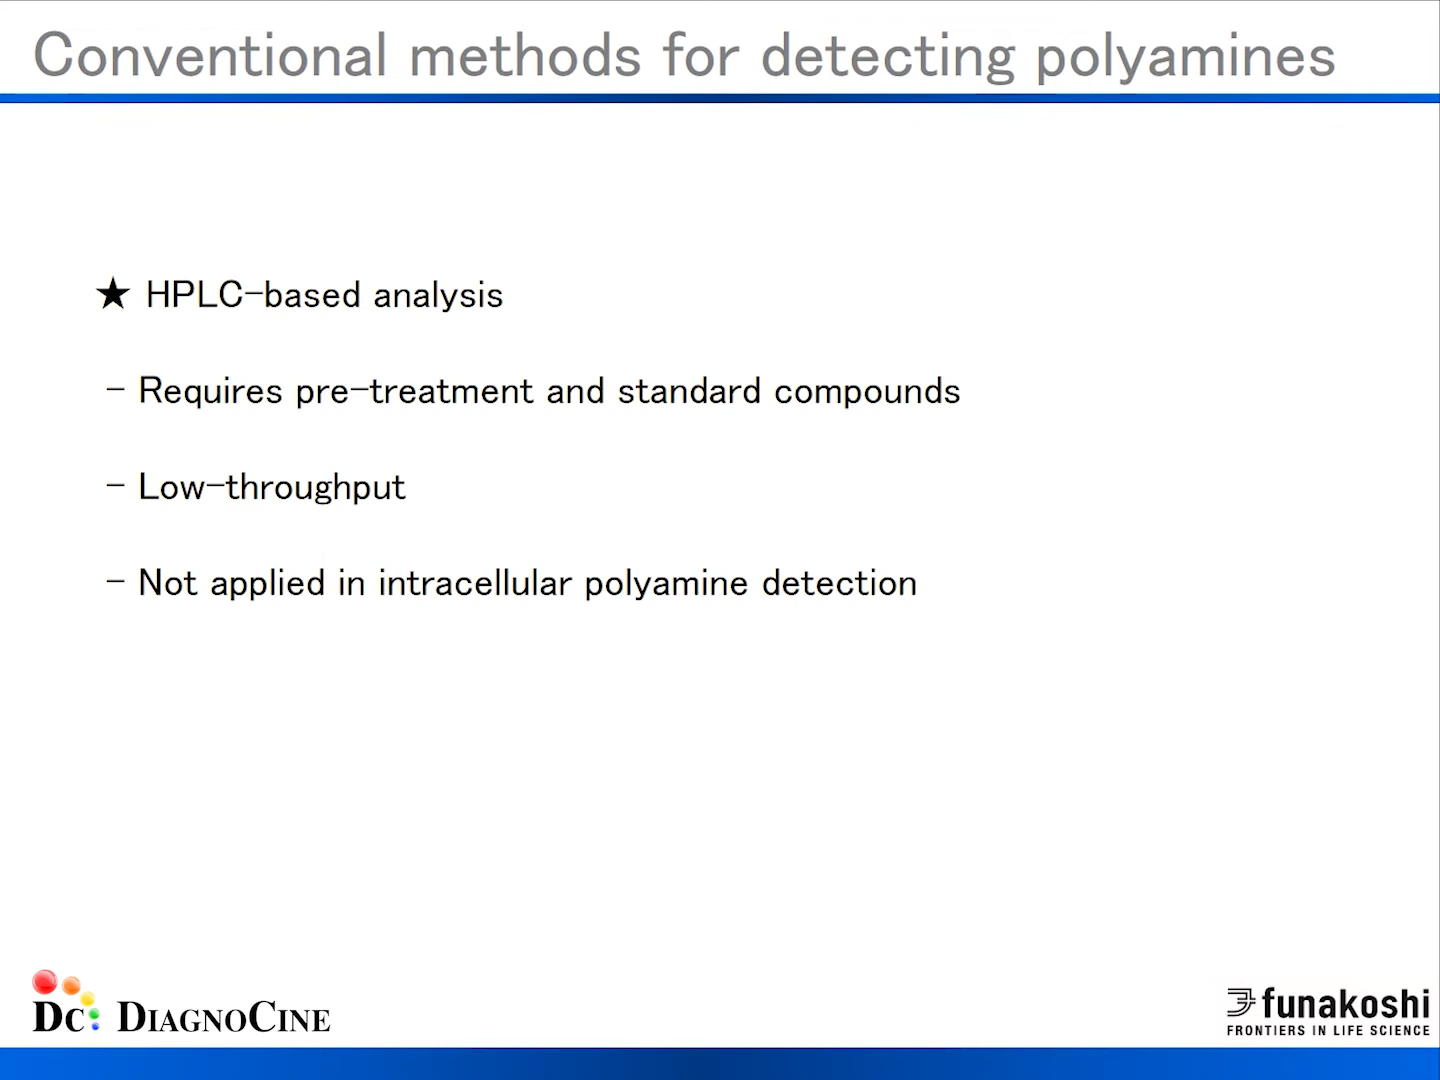 Conventional methods for detecting polyamines
★ HPLC-based analysis
- Requires pre-treatment and standard compounds
- Low-throughput
- Not applied in intracellular polyamine detection
DC DIAGNOCINE
funakoshi
FRONTIERS IN LIFE SCIENCE